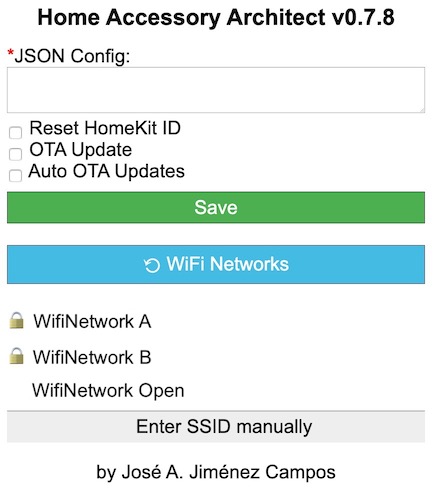 Home Accessory Architect v0.7.8
*JSON Config:
Reset HomeKit ID
OTA Update
Auto OTA Updates
Save
WiFi Networks
WifiNetwork A
WifiNetwork B
WifiNetwork Open
Enter SSID manually
by José A. Jiménez Campos